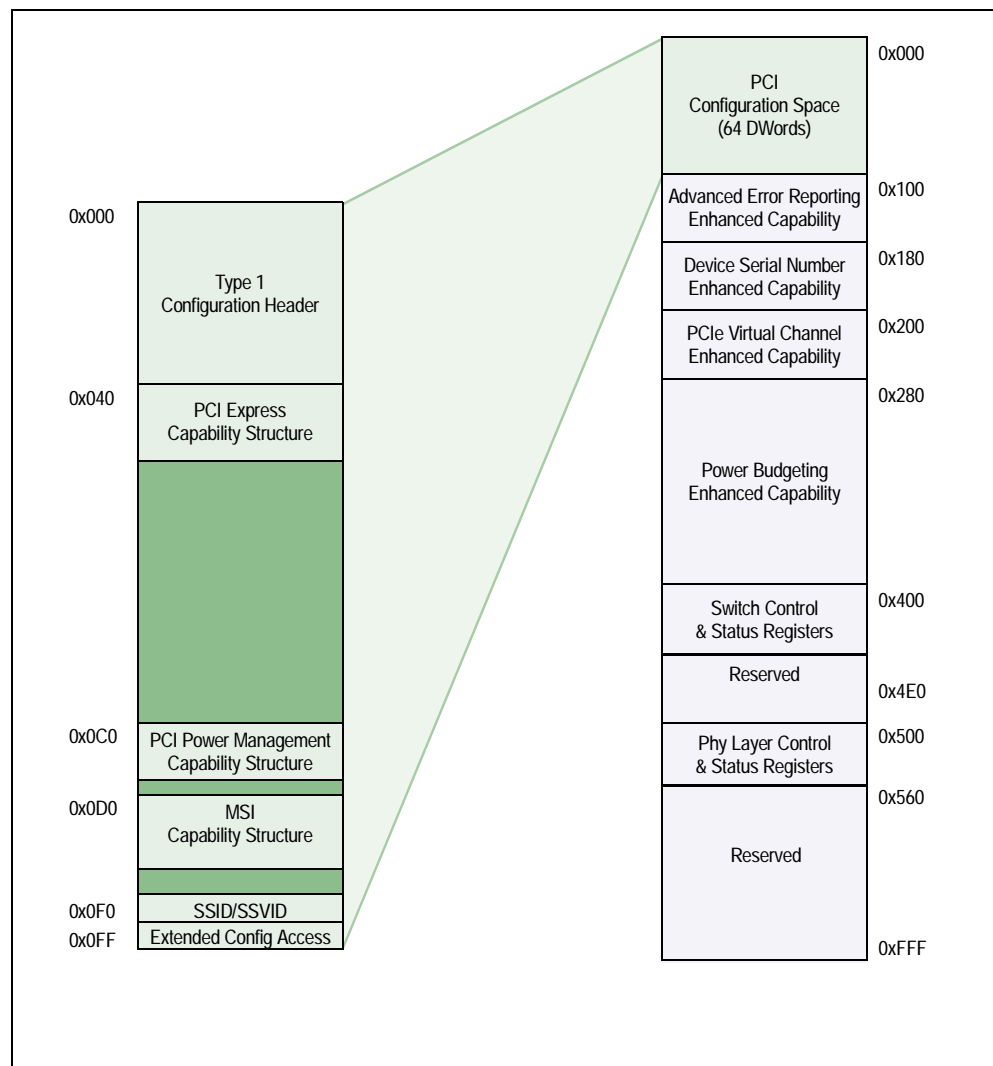 0x000
Type 1
Configuration Header
0x040
PCI Express
Capability Structure
0x0C0
PCI Power Management
Capability Structure
0x0D0
MSI
Capability Structure
0x0F0
SSID/SSVID
0x0FF
Extended Config Access
0x000
PCI
Configuration Space
(64 DWords)
0x100
Advanced Error Reporting
Enhanced Capability
0x180
Device Serial Number
Enhanced Capability
0x200
PCIe Virtual Channel
Enhanced Capability
0x280
Power Budgeting
Enhanced Capability
0x400
Switch Control
& Status Registers
Reserved
0x4E0
0x500
Phy Layer Control
& Status Registers
0x560
Reserved
0xFFF